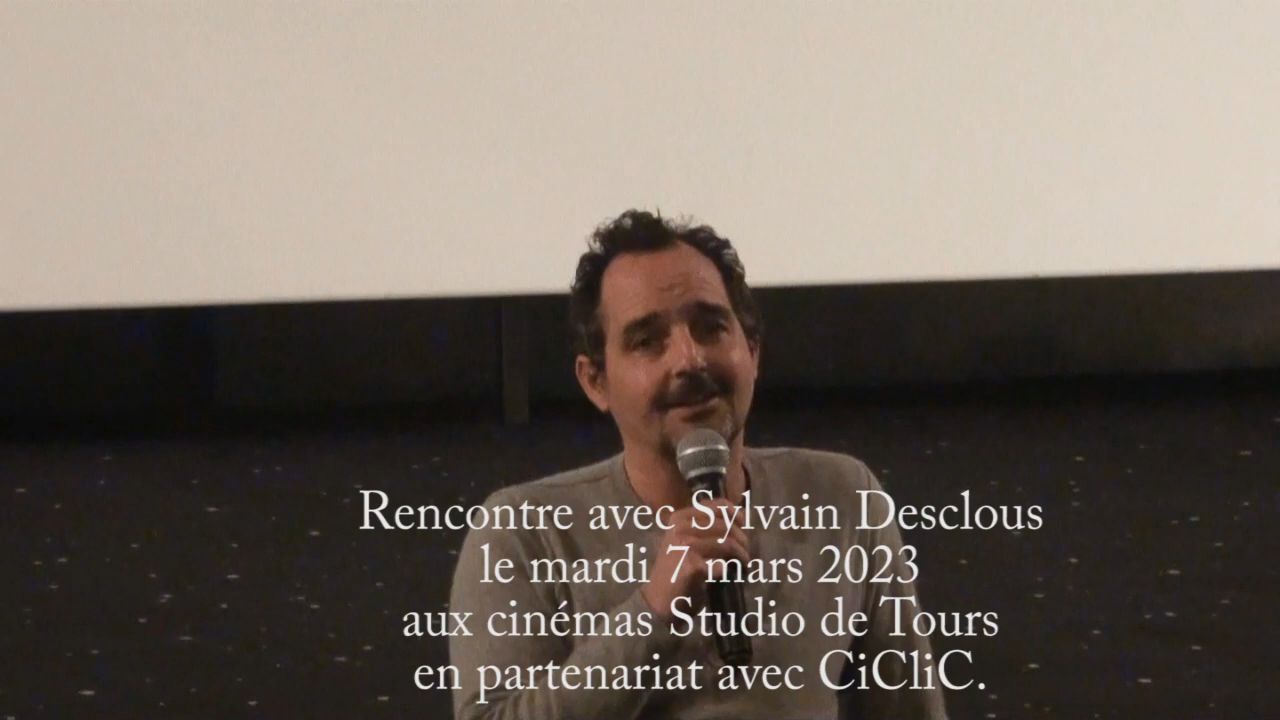 Rencontre avec Sylvain Desclous
le mardi 7 mars 2023
aux cinémas Studio de Tours
en partenariat avec CiCliC.